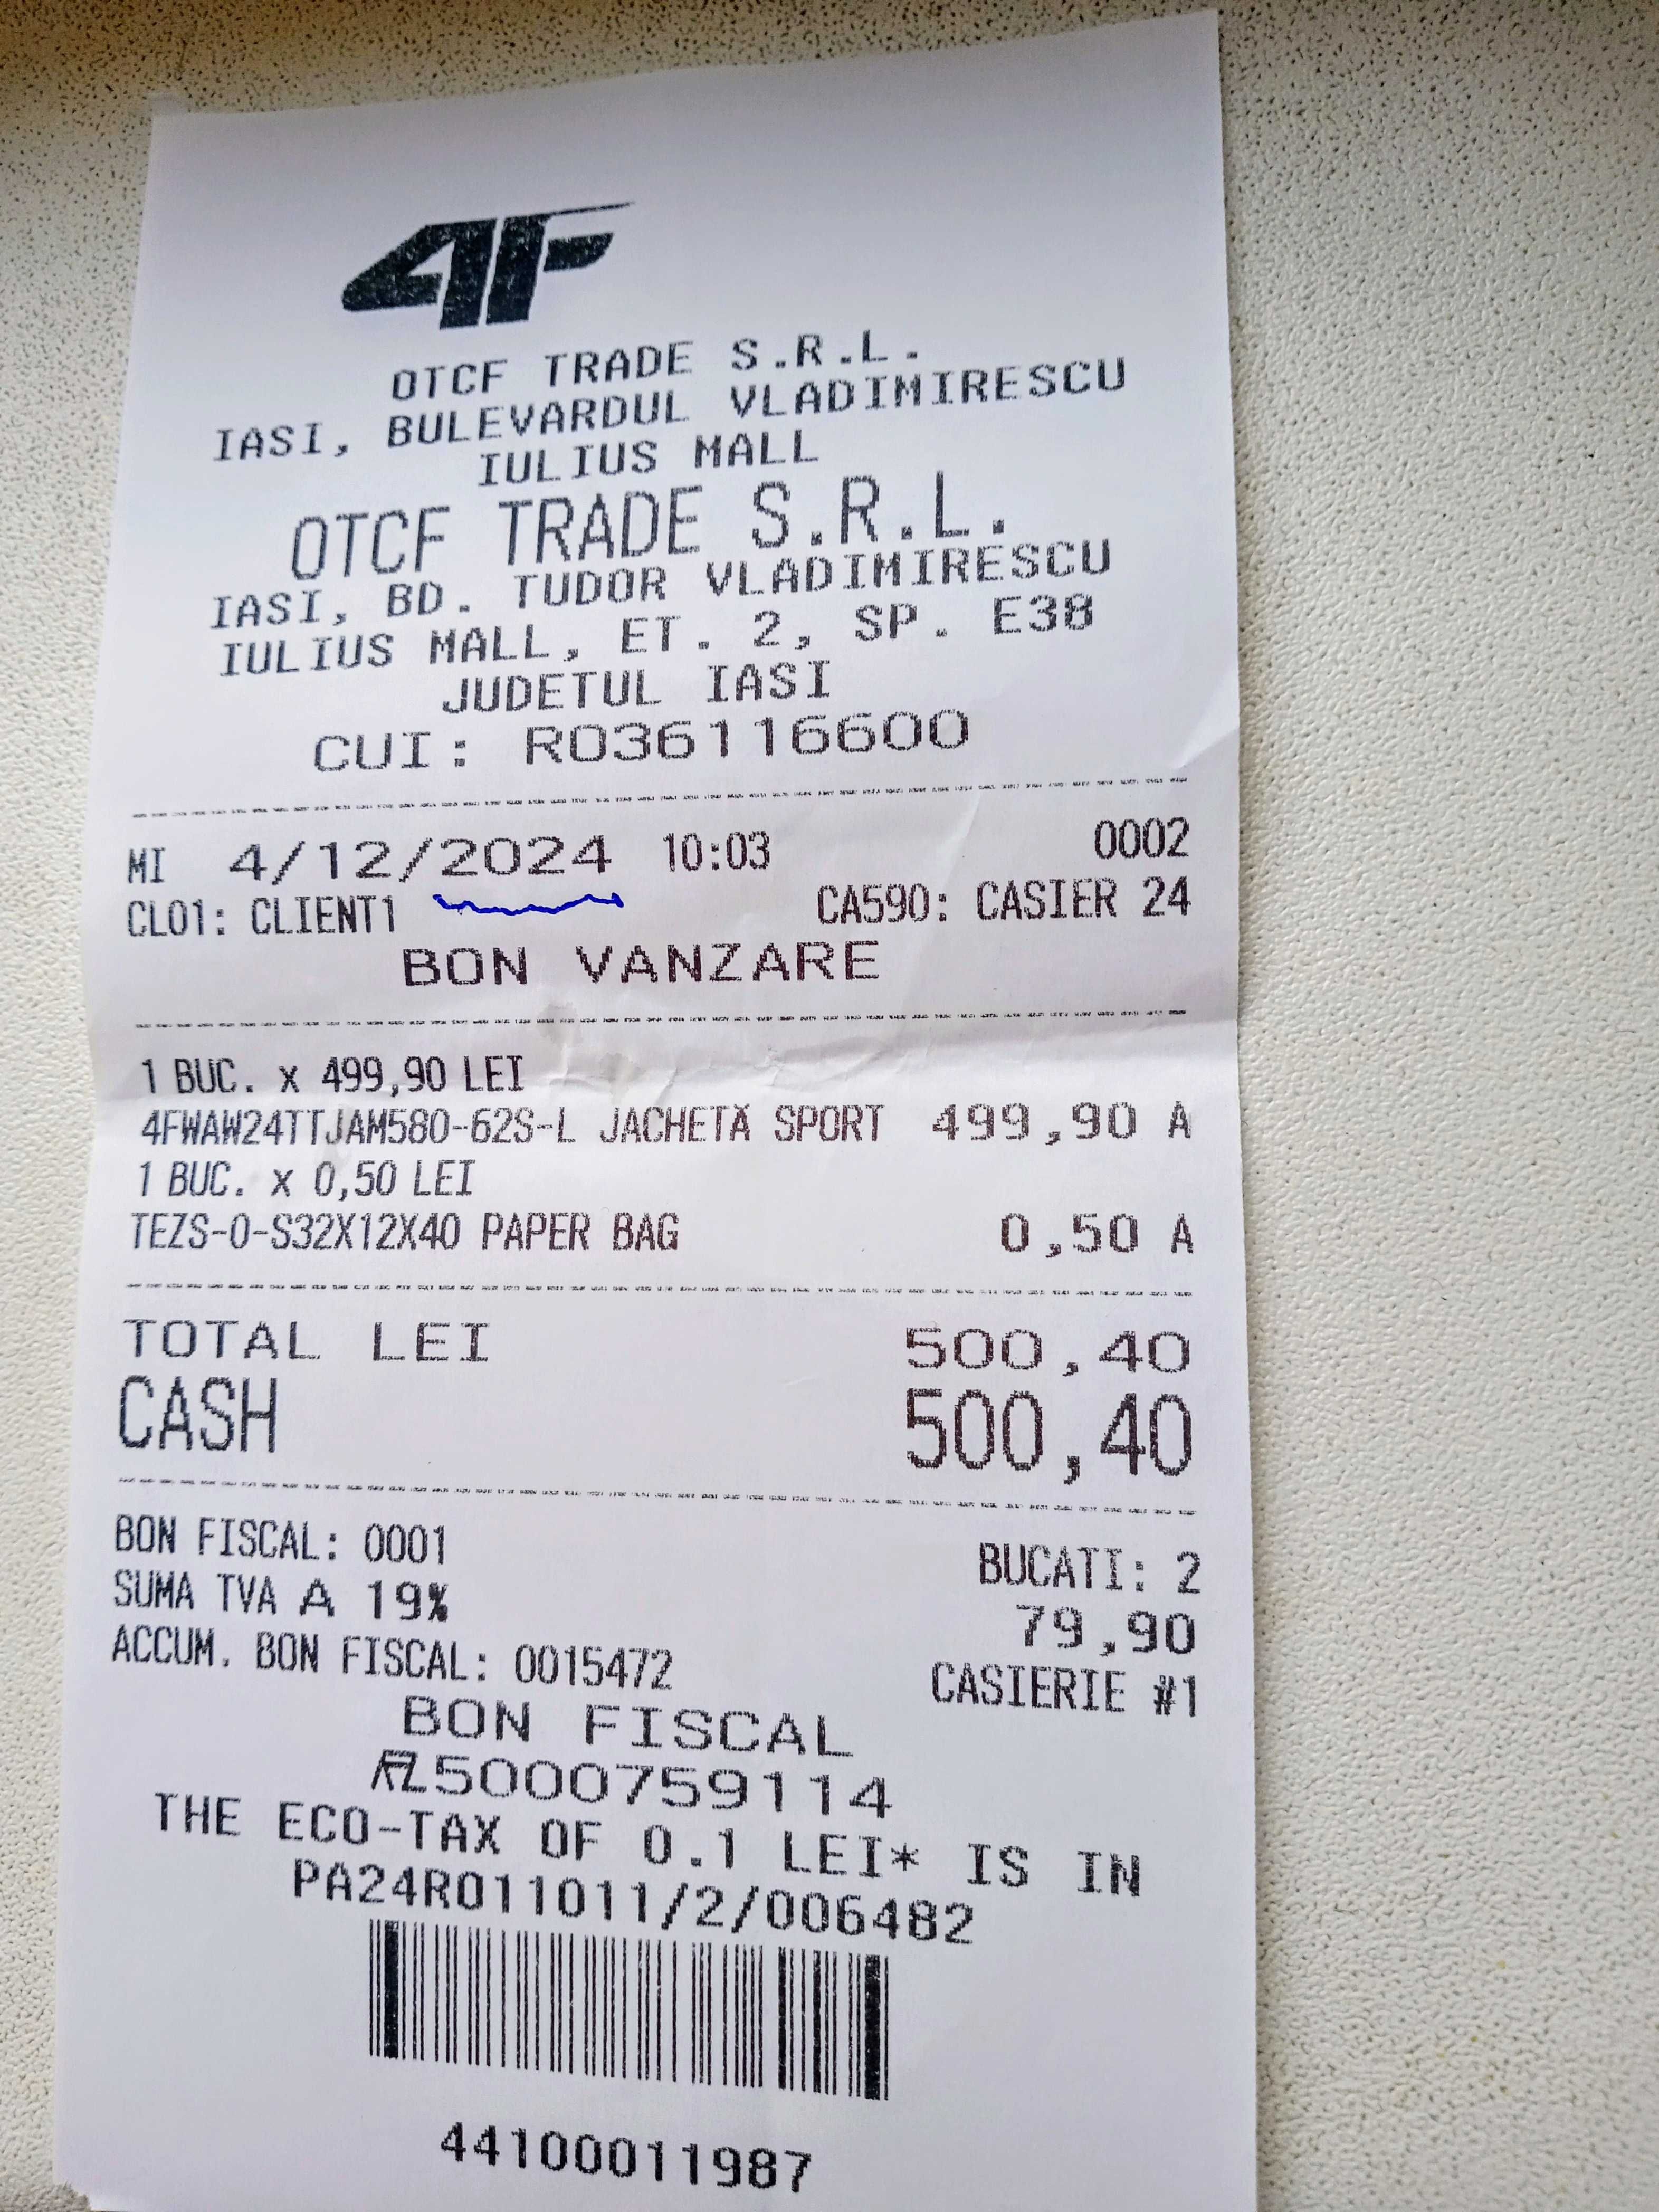 4F
OTCF TRADE S.R.L.
IASI, BULEVARDUL VLADIMIRESCU
IULIUS MALL
OTCF TRADE S.R.L.
IASI, BD. TUDOR VLADIMIRESCU
IULIUS MALL, ET. 2, SP. E38
JUDETUL IASI
CUI: RO36116600
MI 4/12/2024 10:03 0002
CL01: CLIENT1 CA590: CASIER 24
BON VANZARE
1 BUC. x 499,90 LEI
4FWAW24TTJAM580-62S-L JACHETĂ SPORT 499,90 A
1 BUC. x 0,50 LEI
TEZS-0-S32X12X40 PAPER BAG 0,50 A
TOTAL LEI 500,40
CASH 500,40
BON FISCAL: 0001 BUCATI: 2
SUMA TVA A 19% 79,90
ACCUM. BON FISCAL: 0015472 CASIERIE #1
BON FISCAL
5000759114
THE ECO-TAX OF 0.1 LEI* IS IN
PA24R011011/2/006482
44100011987